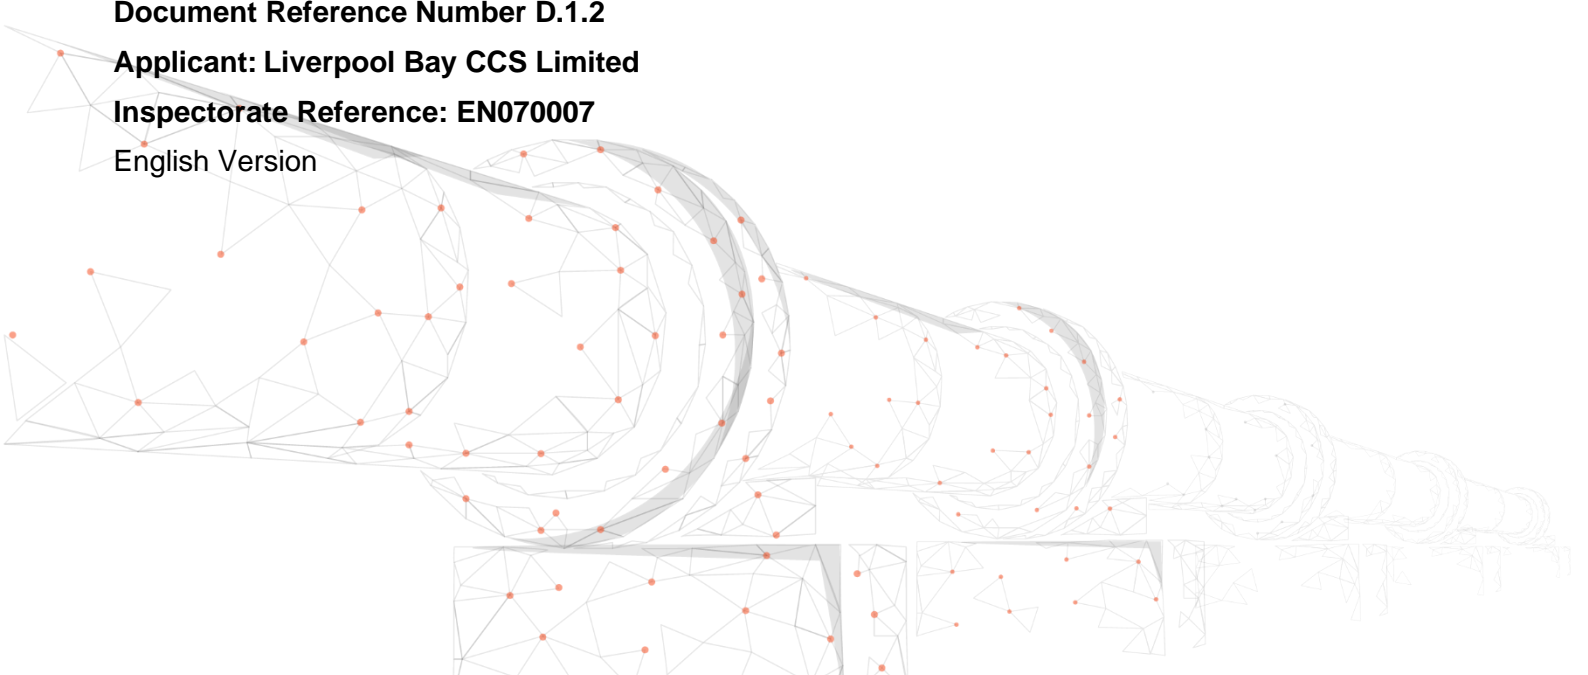 Document Reference Number D.1.2
Applicant: Liverpool Bay CCS Limited
Inspectorate Reference: EN070007
English Version